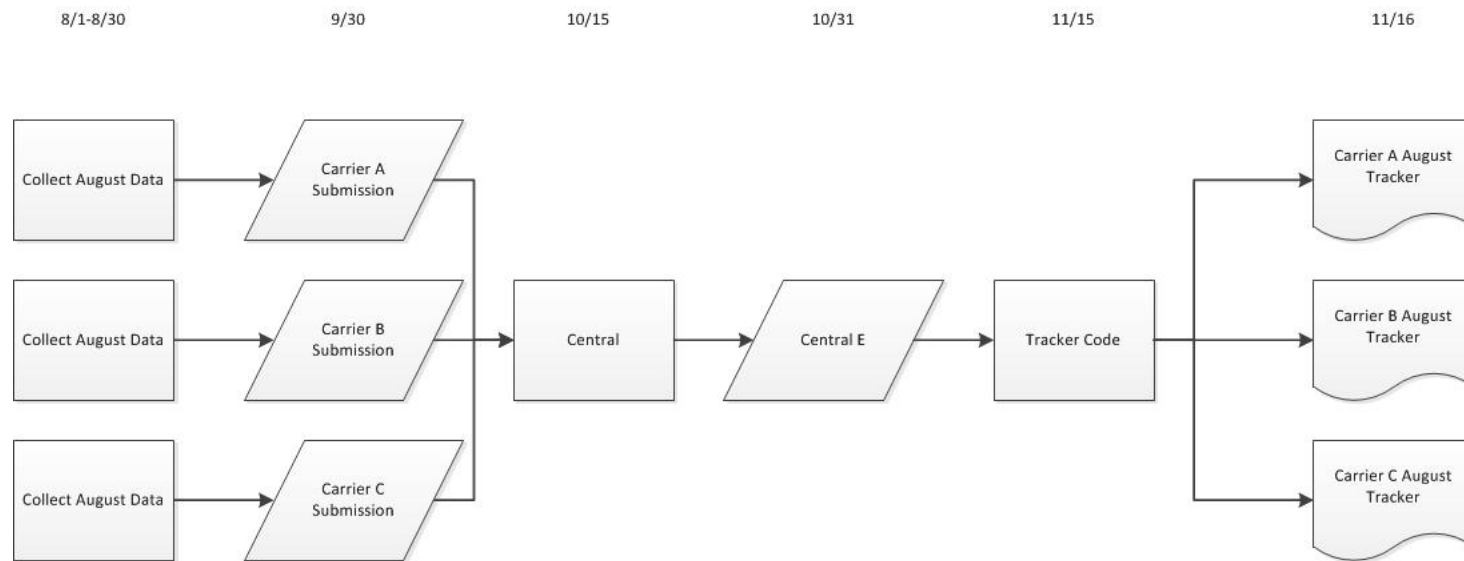 8/1-8/30
9/30
10/15
10/31
11/15
11/16
Collect August Data
Carrier A
Submission
Carrier A August
Tracker
Collect August Data
Carrier B
Submission
Central
Central E
Tracker Code
Carrier B August
Tracker
Collect August Data
Carrier C
Submission
Carrier C August
Tracker